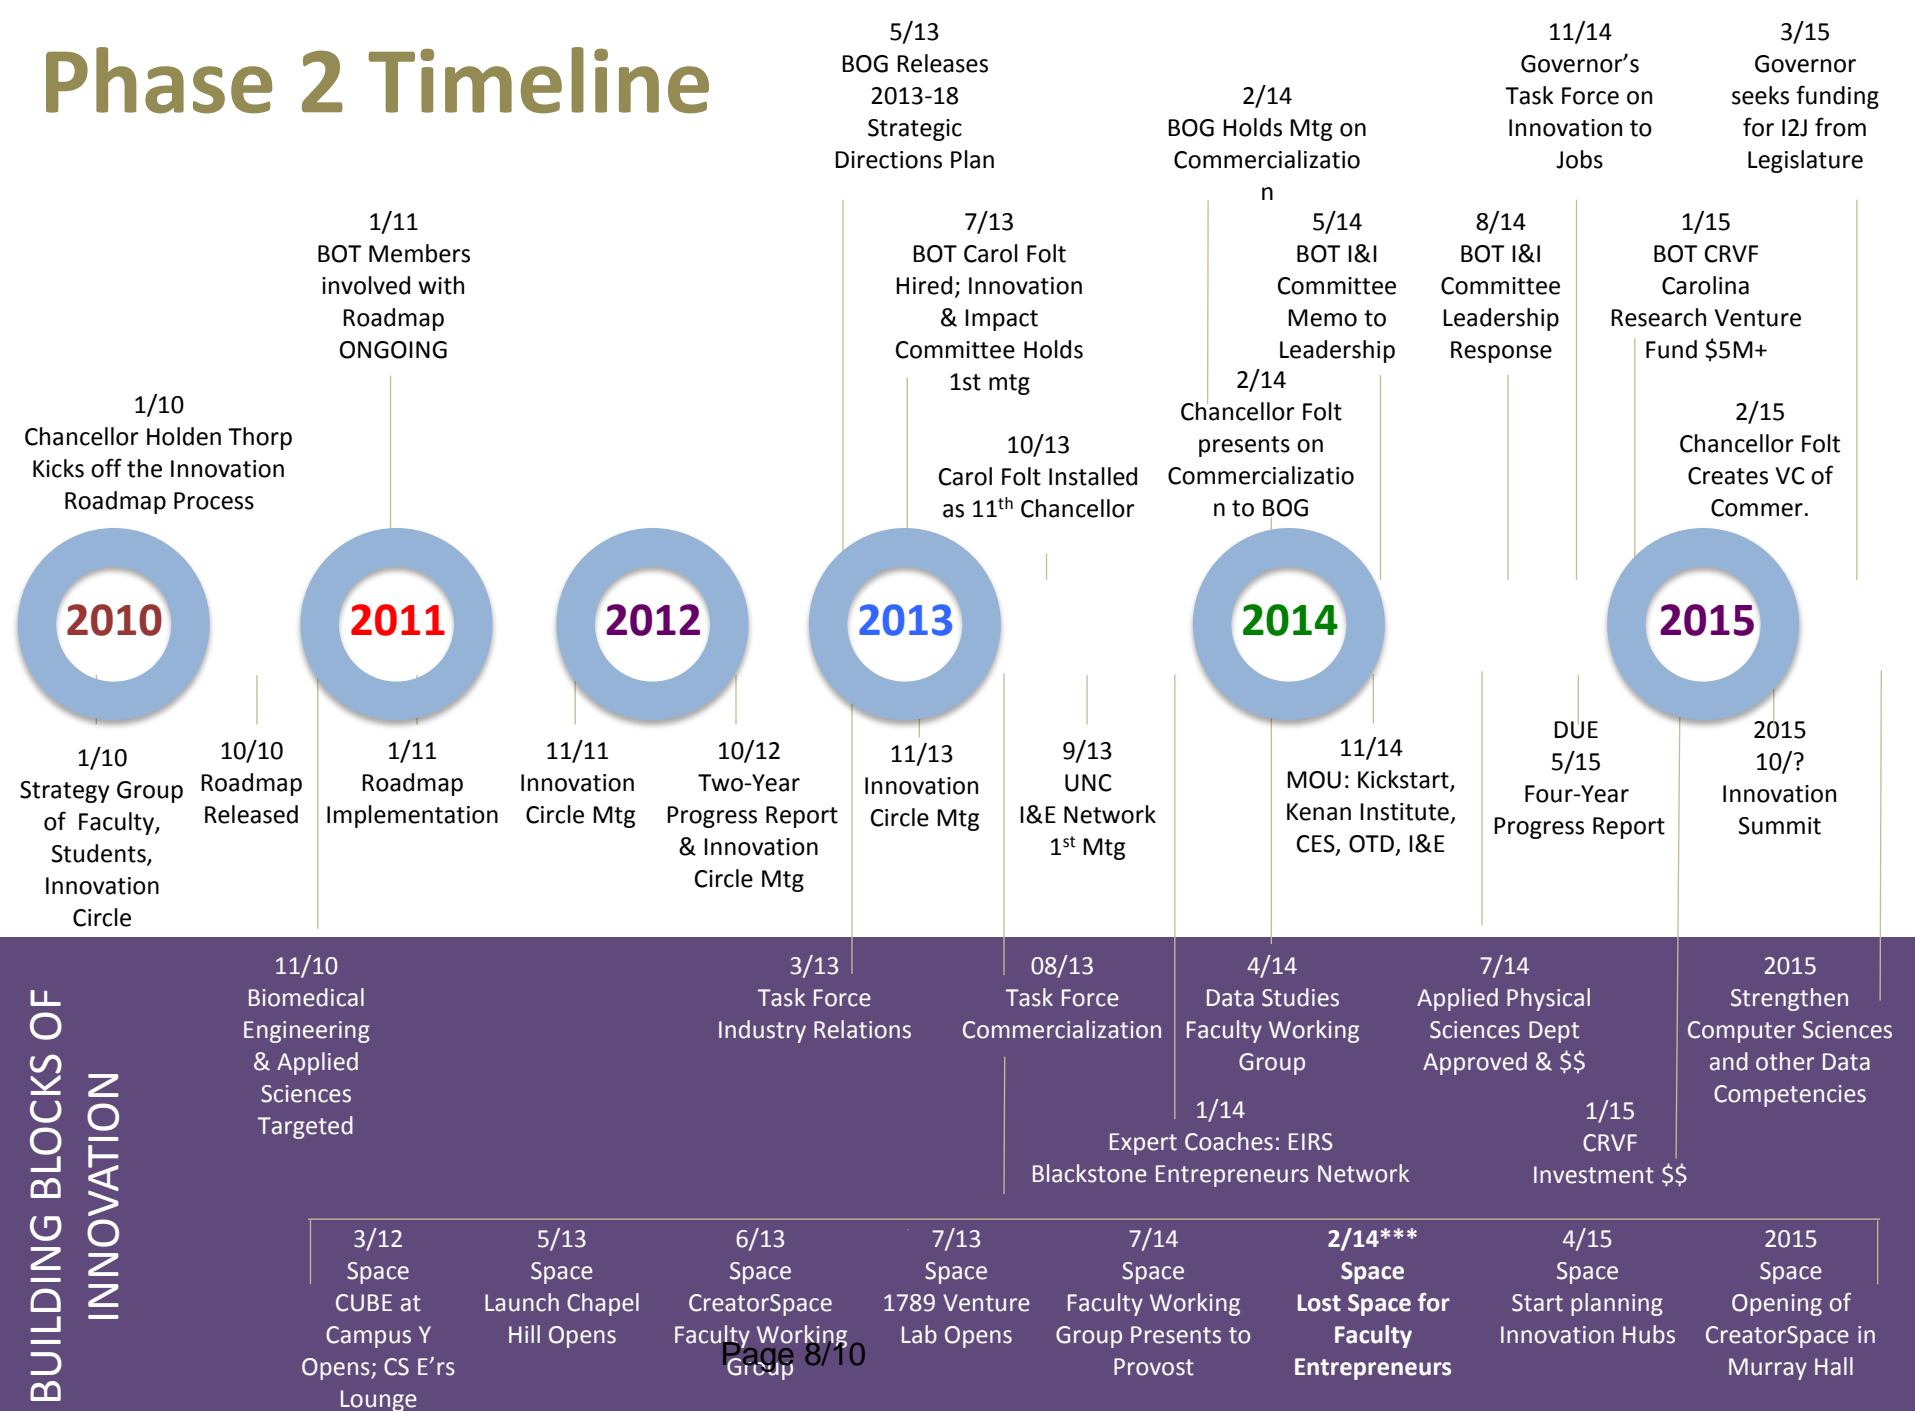 Phase 2 Timeline
5/13
BOG Releases
2013-18
Strategic
Directions Plan
2/14
BOG Holds Mtg on
Commercializatio
n
11/14
Governor’s
Task Force on
Innovation to
Jobs
3/15
Governor
seeks funding
for I2J from
Legislature
1/11
BOT Members
involved with
Roadmap
ONGOING
7/13
BOT Carol Folt
Hired; Innovation
& Impact
Committee Holds
1st mtg
5/14
BOT I&I
Committee
Memo to
Leadership
8/14
BOT I&I
Committee
Leadership
Response
1/15
BOT CRVF
Carolina
Research Venture
Fund $5M+
1/10
Chancellor Holden Thorp
Kicks off the Innovation
Roadmap Process
10/13
Carol Folt Installed
as 11th Chancellor
2/14
Chancellor Folt
presents on
Commercializatio
n to BOG
2/15
Chancellor Folt
Creates VC of
Commer.
2010
2011
2012
2013
2014
2015
1/10
Strategy Group
of Faculty,
Students,
Innovation
Circle
10/10
Roadmap
Released
1/11
Roadmap
Implementation
11/11
Innovation
Circle Mtg
10/12
Two-Year
Progress Report
& Innovation
Circle Mtg
11/13
Innovation
Circle Mtg
9/13
UNC
I&E Network
1st Mtg
11/14
MOU: Kickstart,
Kenan Institute,
CES, OTD, I&E
DUE
5/15
Four-Year
Progress Report
2015
10/?
Innovation
Summit
BUILDING BLOCKS OF
INNOVATION
11/10
Biomedical
Engineering
& Applied
Sciences
Targeted
3/13
Task Force
Industry Relations
08/13
Task Force
Commercialization
4/14
Data Studies
Faculty Working
Group
7/14
Applied Physical
Sciences Dept
Approved & $$
2015
Strengthen
Computer Sciences
and other Data
Competencies
1/14
Expert Coaches: EIRS
Blackstone Entrepreneurs Network
1/15
CRVF
Investment $$
3/12
Space
CUBE at
Campus Y
Opens; CS E’rs
Lounge
5/13
Space
Launch Chapel
Hill Opens
6/13
Space
CreatorSpace
Faculty Working
Group
7/13
Space
1789 Venture
Lab Opens
7/14
Space
Faculty Working
Group Presents to
Provost
2/14***
Space
Lost Space for
Faculty
Entrepreneurs
4/15
Space
Start planning
Innovation Hubs
2015
Space
Opening of
CreatorSpace in
Murray Hall
Page 8/10